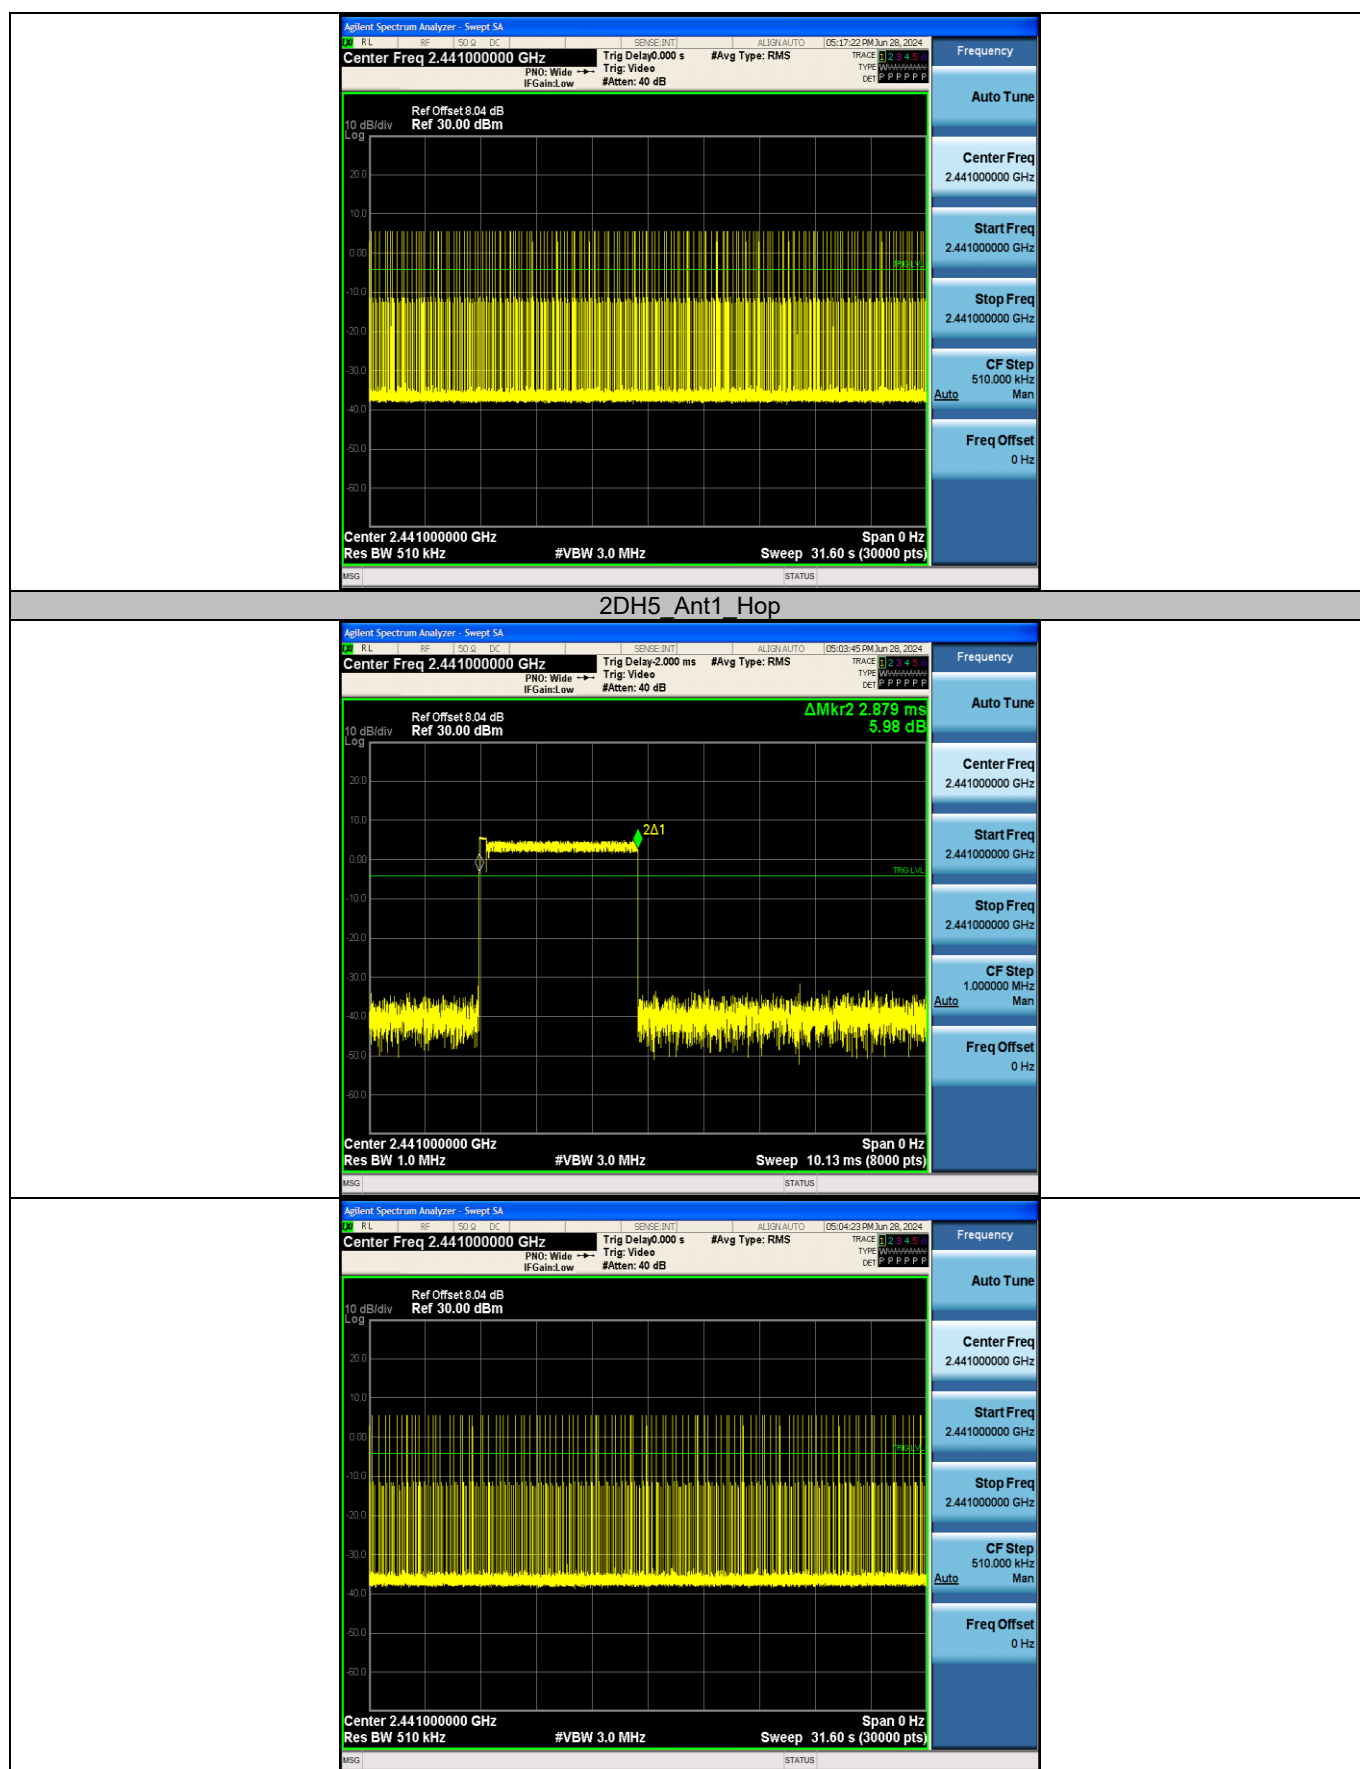 Agilent Spectrum Analyzer - Swept SA
RL RF 50 Ω DC SENSE:INT ALIGN AUTO 05:17:22 PM Jun 28, 2024
Center Freq 2.441000000 GHz Trig Delay0.000 s #Avg Type: RMS TRACE 1 2 3 4 5 6
PNO: Wide Trig: Video TYPE
IFGain:Low #Atten: 40 dB DET P P P P P P
Frequency
Auto Tune
Ref Offset 8.04 dB
10 dB/div Ref 30.00 dBm
Log
20.0
10.0
0.00
TRIG LVL
-10.0
-20.0
-30.0
-40.0
-50.0
-60.0
Center Freq
2.441000000 GHz
Start Freq
2.441000000 GHz
Stop Freq
2.441000000 GHz
CF Step
510.000 kHz
Auto Man
Freq Offset
0 Hz
Center 2.441000000 GHz Span 0 Hz
Res BW 510 kHz #VBW 3.0 MHz Sweep 31.60 s (30000 pts)
MSG STATUS
2DH5_Ant1_Hop
Agilent Spectrum Analyzer - Swept SA
RL RF 50 Ω DC SENSE:INT ALIGN AUTO 05:03:45 PM Jun 28, 2024
Center Freq 2.441000000 GHz Trig Delay-2.000 ms #Avg Type: RMS TRACE 1 2 3 4 5 6
PNO: Wide Trig: Video TYPE
IFGain:Low #Atten: 40 dB DET P P P P P P
Frequency
Auto Tune
ΔMkr2 2.879 ms
5.98 dB
Ref Offset 8.04 dB
10 dB/div Ref 30.00 dBm
Log
20.0
10.0
2Δ1
0.00
TRIG LVL
-10.0
-20.0
-30.0
-40.0
-50.0
-60.0
Center Freq
2.441000000 GHz
Start Freq
2.441000000 GHz
Stop Freq
2.441000000 GHz
CF Step
1.000000 MHz
Auto Man
Freq Offset
0 Hz
Center 2.441000000 GHz Span 0 Hz
Res BW 1.0 MHz #VBW 3.0 MHz Sweep 10.13 ms (8000 pts)
MSG STATUS
Agilent Spectrum Analyzer - Swept SA
RL RF 50 Ω DC SENSE:INT ALIGN AUTO 05:04:23 PM Jun 28, 2024
Center Freq 2.441000000 GHz Trig Delay0.000 s #Avg Type: RMS TRACE 1 2 3 4 5 6
PNO: Wide Trig: Video TYPE
IFGain:Low #Atten: 40 dB DET P P P P P P
Frequency
Auto Tune
Ref Offset 8.04 dB
10 dB/div Ref 30.00 dBm
Log
20.0
10.0
0.00
TRIG LVL
-10.0
-20.0
-30.0
-40.0
-50.0
-60.0
Center Freq
2.441000000 GHz
Start Freq
2.441000000 GHz
Stop Freq
2.441000000 GHz
CF Step
510.000 kHz
Auto Man
Freq Offset
0 Hz
Center 2.441000000 GHz Span 0 Hz
Res BW 510 kHz #VBW 3.0 MHz Sweep 31.60 s (30000 pts)
MSG STATUS